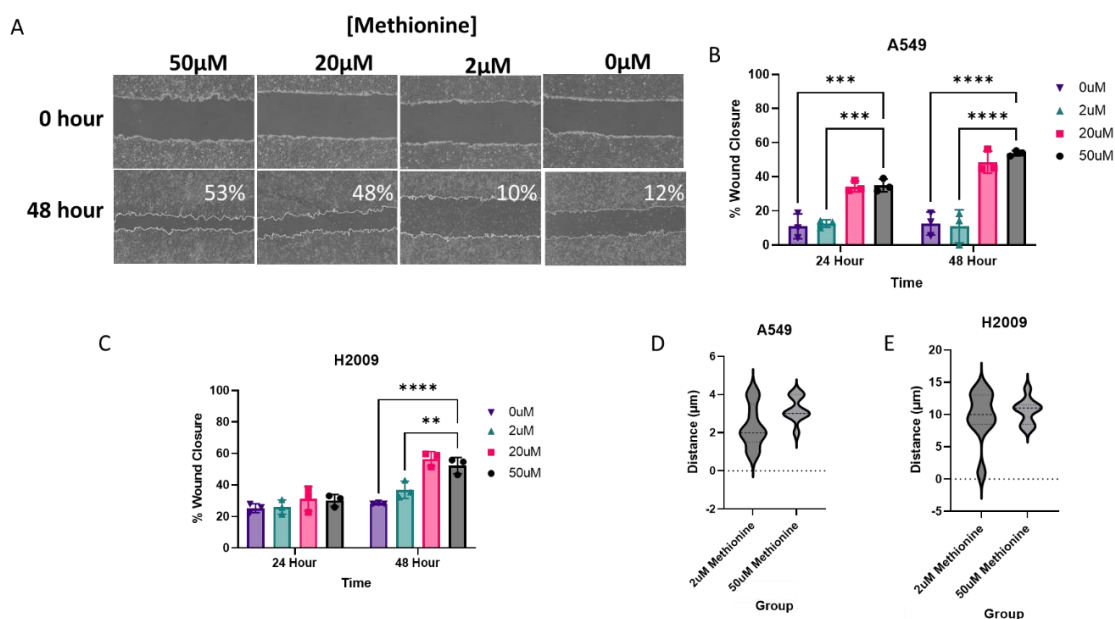 A
[Methionine]
50μM 20μM 2μM 0μM
0 hour
48 hour
53% 48% 10% 12%
B
A549
% Wound Closure
100
80
60
40
20
0
*** ****
*** ****
24 Hour 48 Hour
Time
0uM
2uM
20uM
50uM
C
H2009
% Wound Closure
100
80
60
40
20
0
****
**
24 Hour 48 Hour
Time
0uM
2uM
20uM
50uM
D
A549
Distance (μm)
6
4
2
0
-2
2uM Methionine
50uM Methionine
Group
E
H2009
Distance (μm)
20
15
10
5
0
-5
2uM Methionine
50uM Methionine
Group